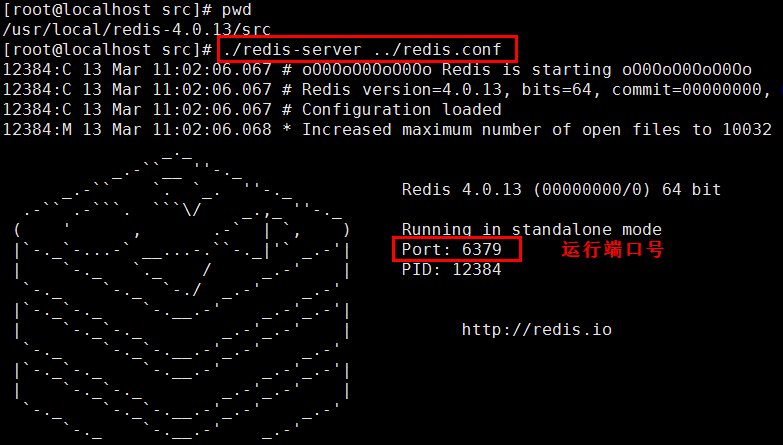 [root@localhost src]# pwd
/usr/local/redis-4.0.13/src
[root@localhost src]# ./redis-server ../redis.conf
12384:C 13 Mar 11:02:06.067 # oO0OoO0OoO0Oo Redis is starting oO0OoO0OoO0Oo
12384:C 13 Mar 11:02:06.067 # Redis version=4.0.13, bits=64, commit=00000000,
12384:C 13 Mar 11:02:06.067 # Configuration loaded
12384:M 13 Mar 11:02:06.068 * Increased maximum number of open files to 10032
Redis 4.0.13 (00000000/0) 64 bit
Running in standalone mode
Port: 6379 运行端口号
PID: 12384
http://redis.io